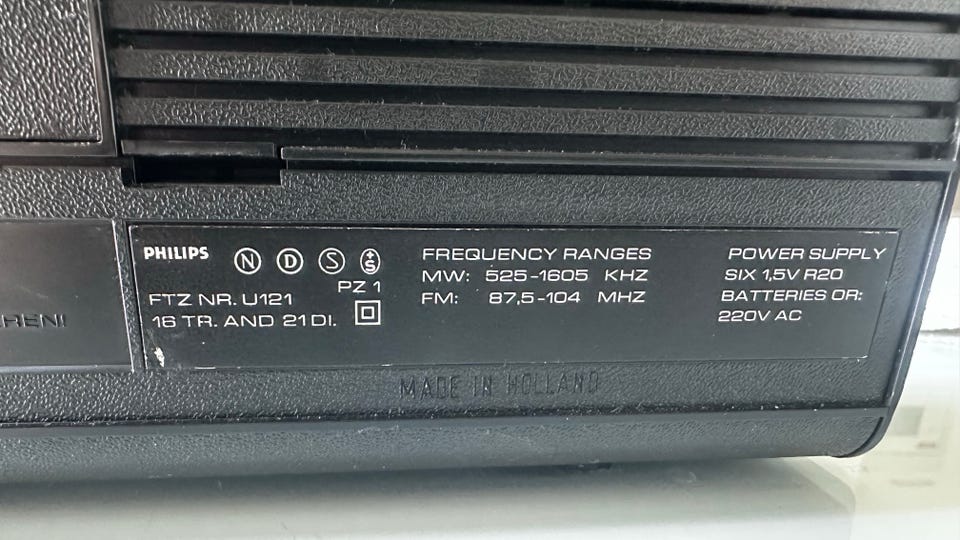 PHILIPS N D S +S
PZ 1
FTZ NR. U121
16 TR. AND 21 DI.
FREQUENCY RANGES
MW: 525-1605 KHZ
FM: 87,5-104 MHZ
POWER SUPPLY
SIX 1,5V R20
BATTERIES OR:
220V AC
MADE IN HOLLAND